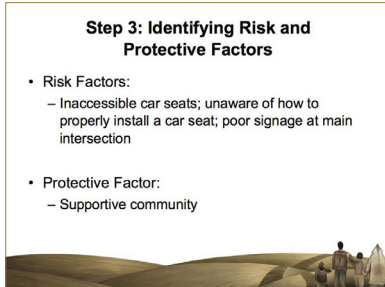 Step 3: Identifying Risk and
Protective Factors
• Risk Factors:
– Inaccessible car seats; unaware of how to
properly install a car seat; poor signage at main
intersection
• Protective Factor:
– Supportive community